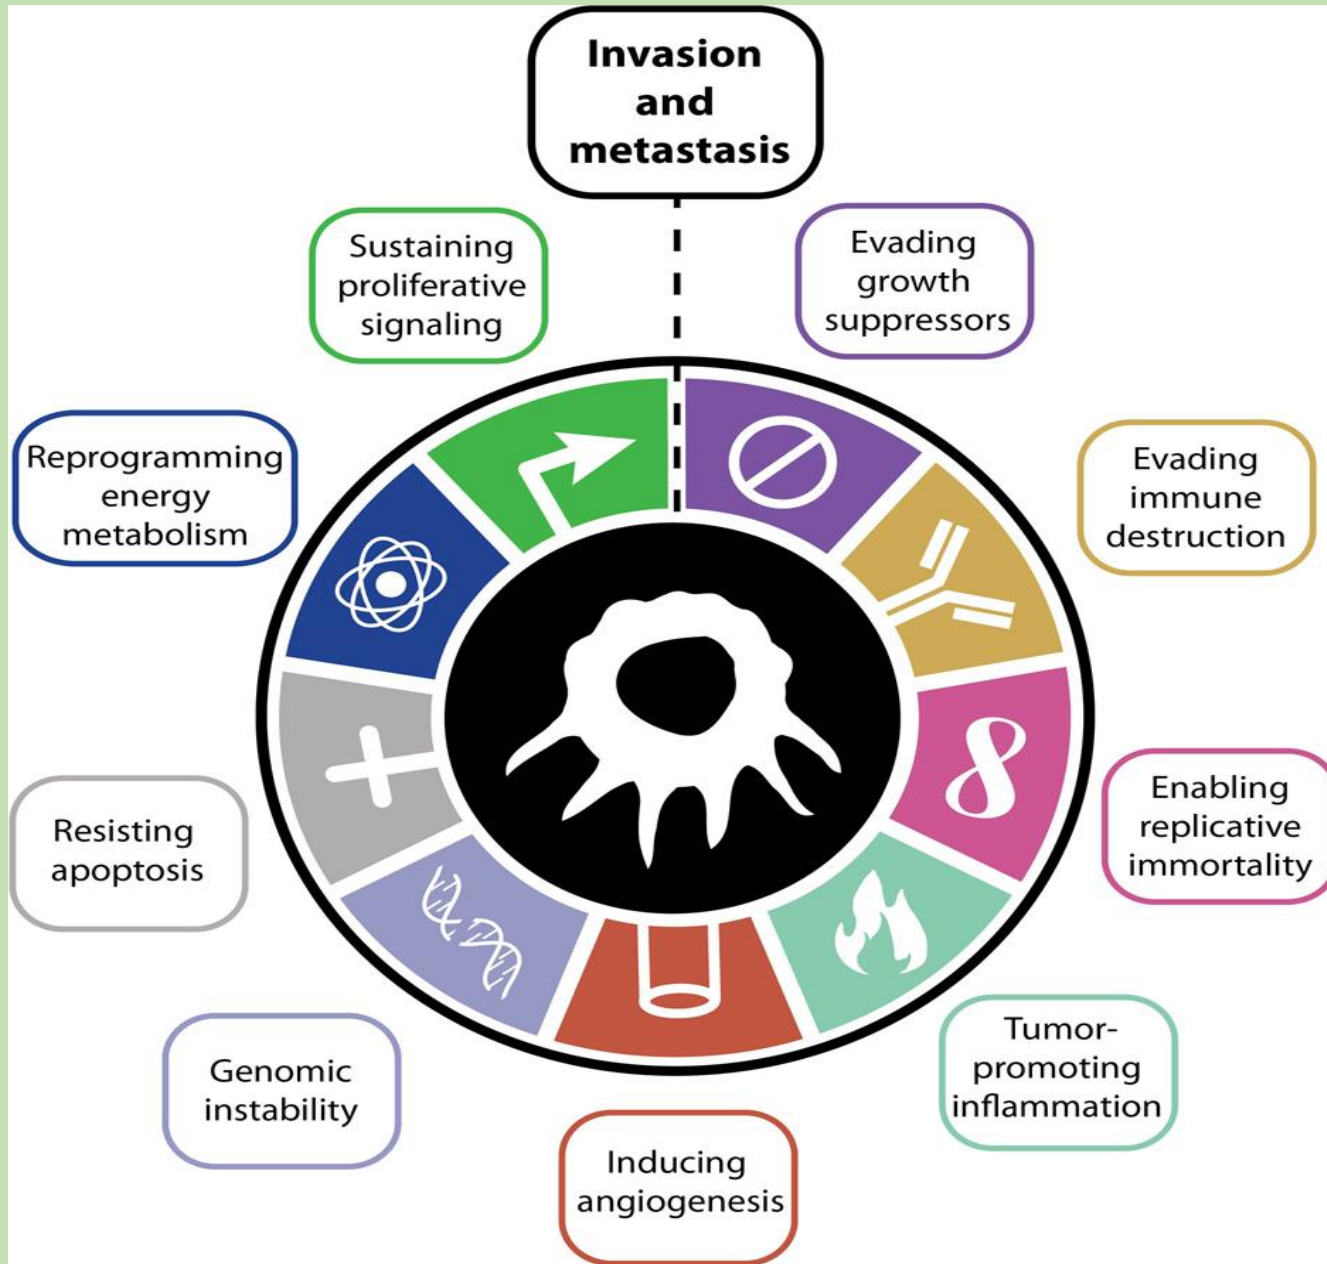 Invasion
and
metastasis
Sustaining
proliferative
signaling
Evading
growth
suppressors
Reprogramming
energy
metabolism
Evading
immune
destruction
Resisting
apoptosis
Enabling
replicative
immortality
Genomic
instability
Tumor-
promoting
inflammation
Inducing
angiogenesis